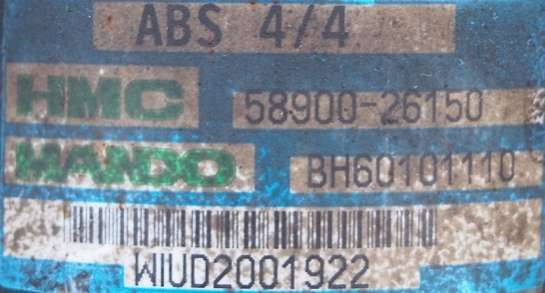 ABS 4/4
HMC 58900-26150
MANDO BH60101110
WIUD2001922